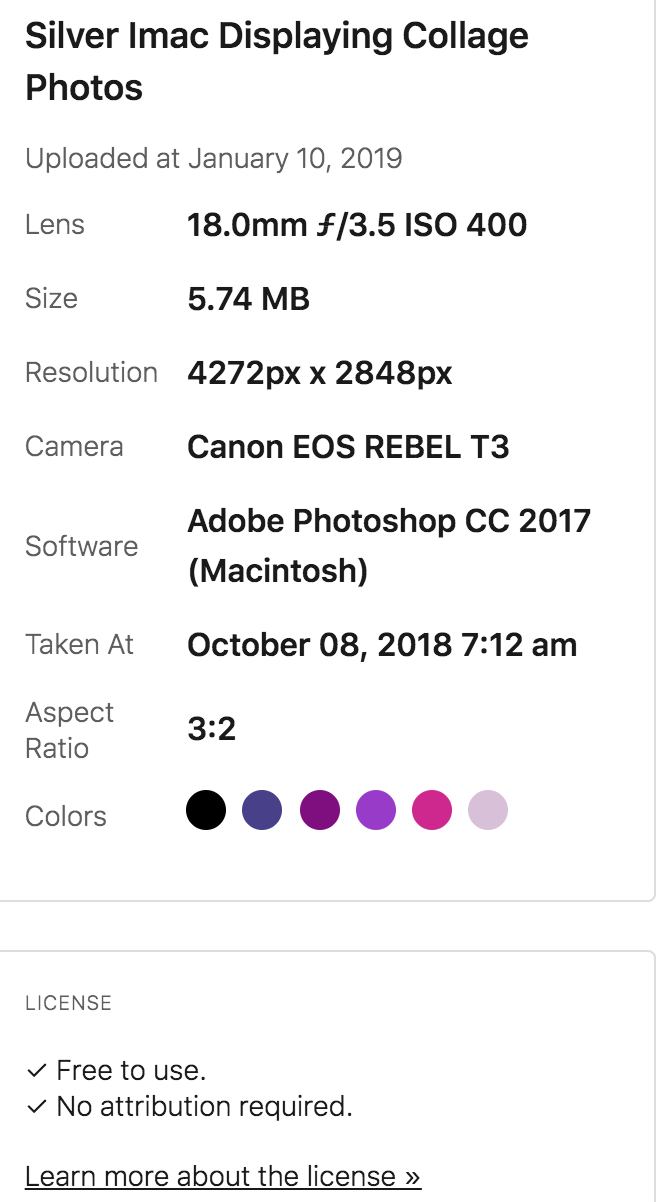 Silver Imac Displaying Collage
Photos
Uploaded at January 10, 2019
Lens 18.0mm ƒ/3.5 ISO 400
Size 5.74 MB
Resolution 4272px x 2848px
Camera Canon EOS REBEL T3
Software Adobe Photoshop CC 2017
(Macintosh)
Taken At October 08, 2018 7:12 am
Aspect
Ratio 3:2
Colors
LICENSE
✓ Free to use.
✓ No attribution required.
Learn more about the license »